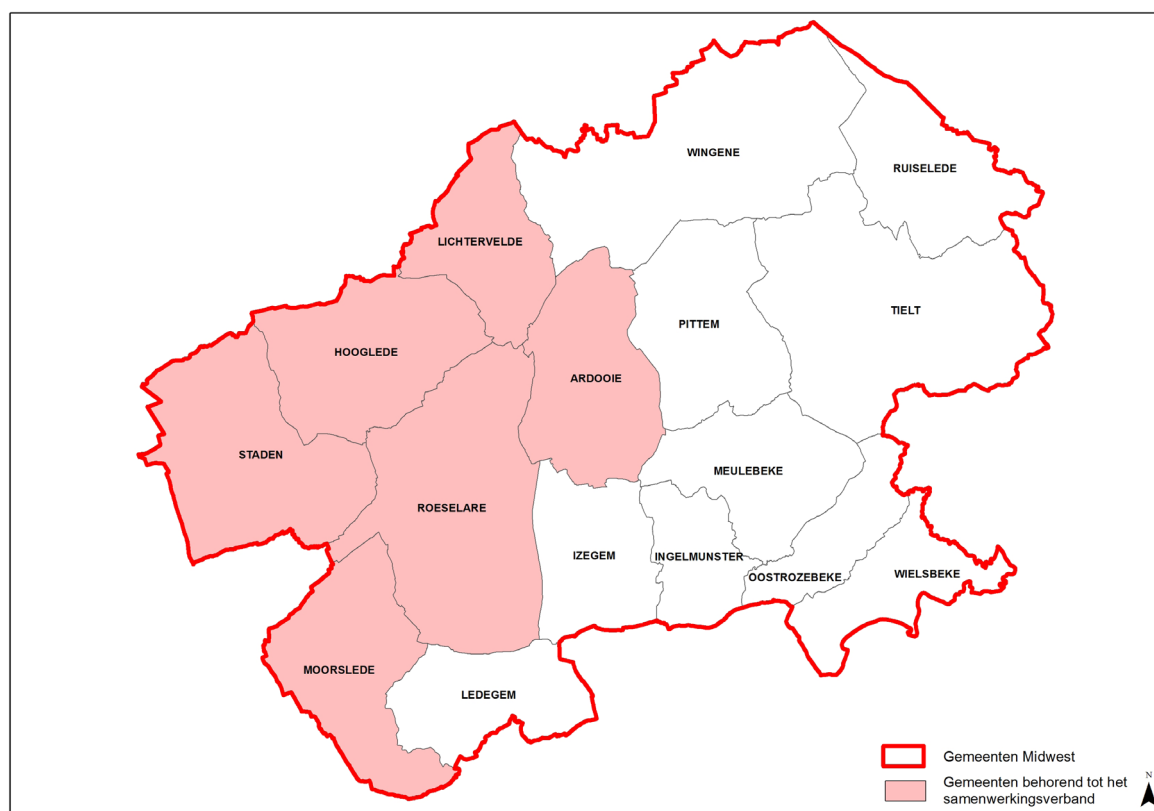 WINGENE
RUISELEDE
LICHTERVELDE
TIELT
PITTEM
HOOGLEDE
ARDOOIE
STADEN
MEULEBEKE
ROESELARE
IZEGEM
INGELMUNSTER
OOSTROZEBEKE
WIELSBEKE
MOORSLEDE
LEDEGEM
Gemeenten Midwest
Gemeenten behorend tot het
samenwerkingsverband
N